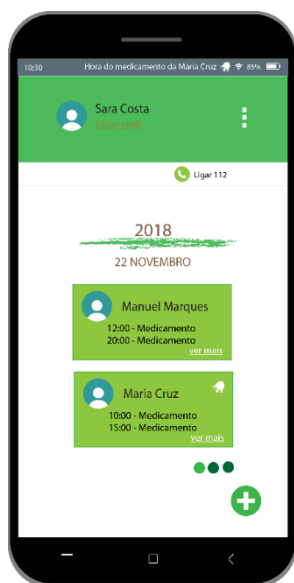 10:30 Hora do medicamento da Maria Cruz 85%
Sara Costa
Editar perfil
Ligar 112
2018
22 NOVEMBRO
Manuel Marques
12:00 - Medicamento
20:00 - Medicamento
ver mais
Maria Cruz
10:00 - Medicamento
15:00 - Medicamento
ver mais